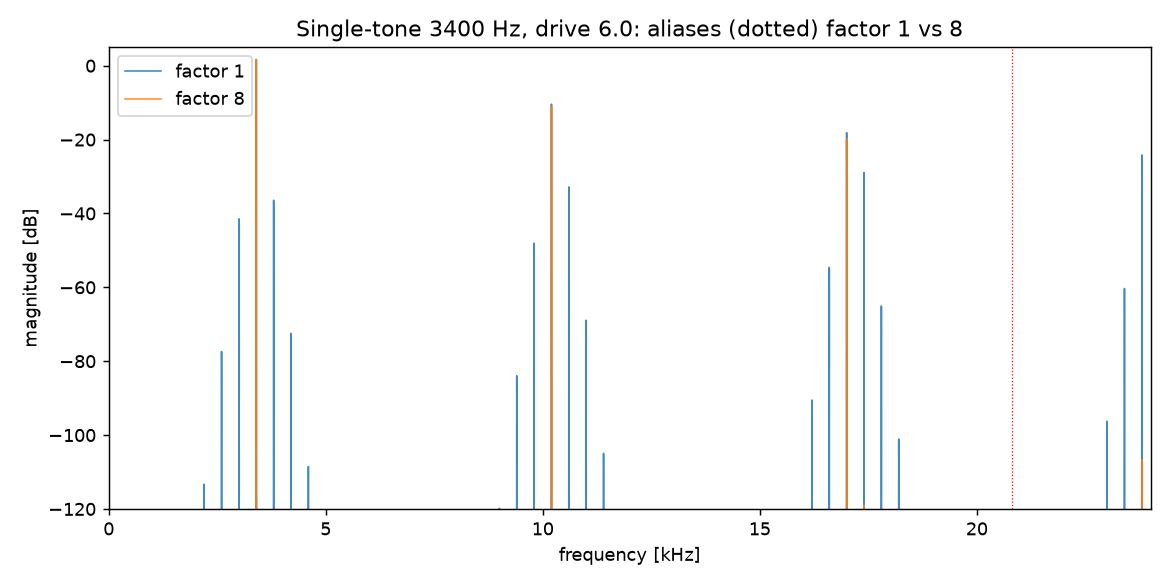 Single-tone 3400 Hz, drive 6.0: aliases (dotted) factor 1 vs 8
factor 1
factor 8
magnitude [dB]
0
−20
−40
−60
−80
−100
−120
0
5
10
15
20
frequency [kHz]